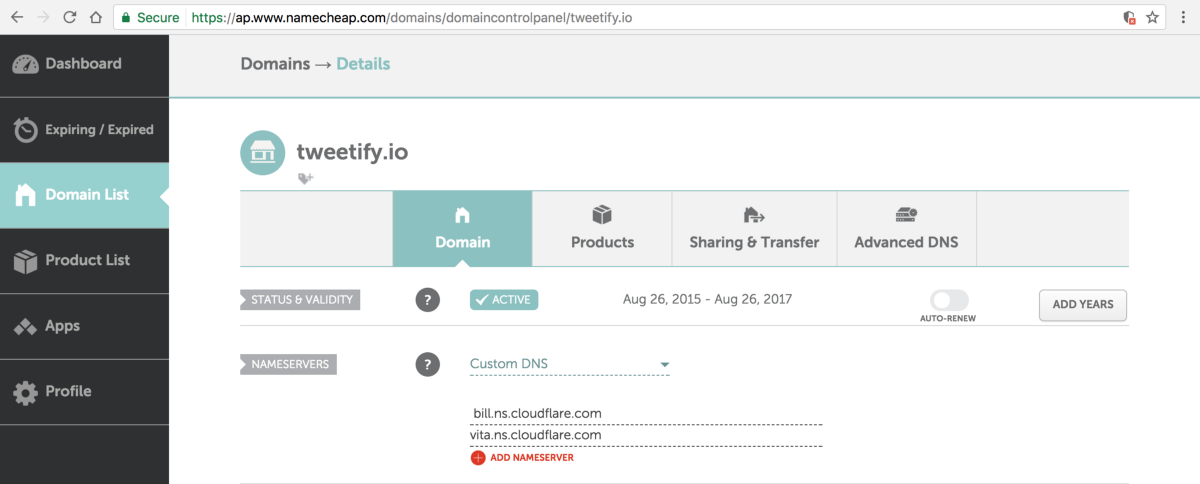 Secure https://ap.www.namecheap.com/domains/domaincontrolpanel/tweetify.io
Dashboard
Expiring / Expired
Domain List
Product List
Apps
Profile
Domains → Details
tweetify.io
Domain Products Sharing & Transfer Advanced DNS
STATUS & VALIDITY ? ACTIVE Aug 26, 2015 - Aug 26, 2017 AUTO-RENEW ADD YEARS
NAMESERVERS ? Custom DNS
bill.ns.cloudflare.com
vita.ns.cloudflare.com
ADD NAMESERVER